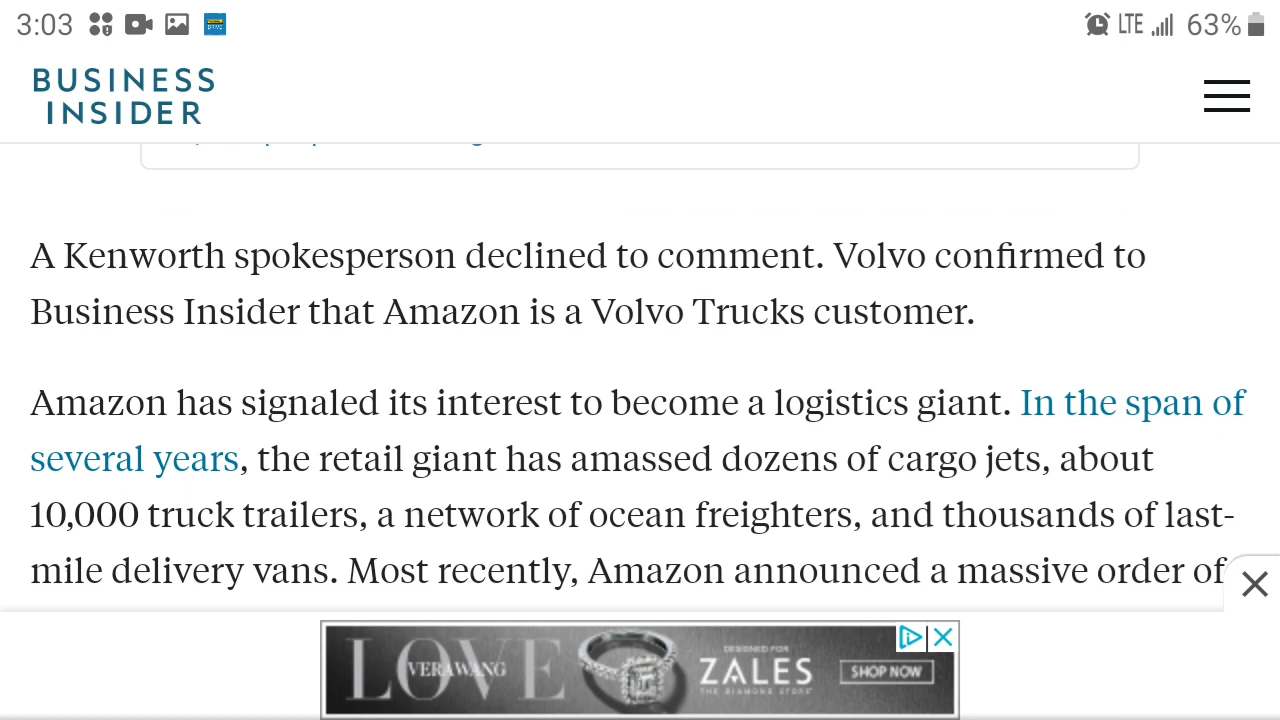 3:03 LTE 63%
BUSINESS
INSIDER
A Kenworth spokesperson declined to comment. Volvo confirmed to
Business Insider that Amazon is a Volvo Trucks customer.
Amazon has signaled its interest to become a logistics giant. In the span of
several years, the retail giant has amassed dozens of cargo jets, about
10,000 truck trailers, a network of ocean freighters, and thousands of last-
mile delivery vans. Most recently, Amazon announced a massive order of
LOVE
VERA WANG
DESIGNED FOR
ZALES
THE DIAMOND STORE
SHOP NOW